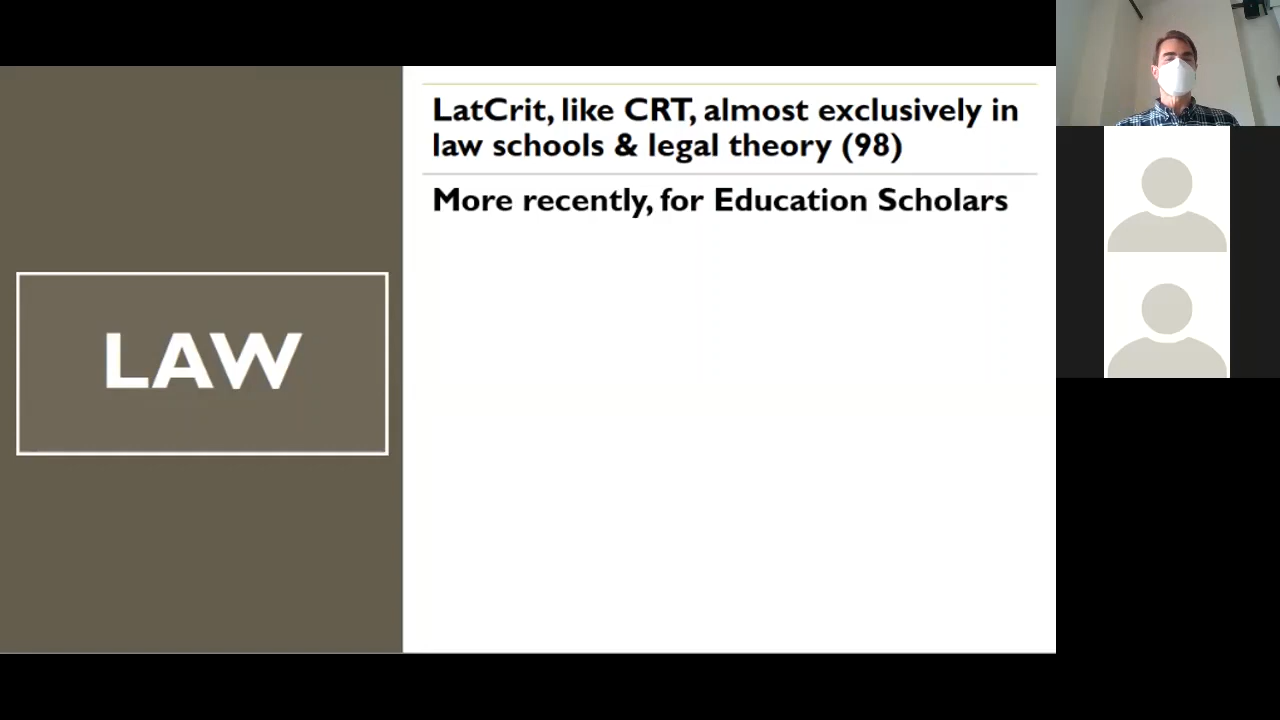 LAW
LatCrit, like CRT, almost exclusively in
law schools & legal theory (98)
More recently, for Education Scholars